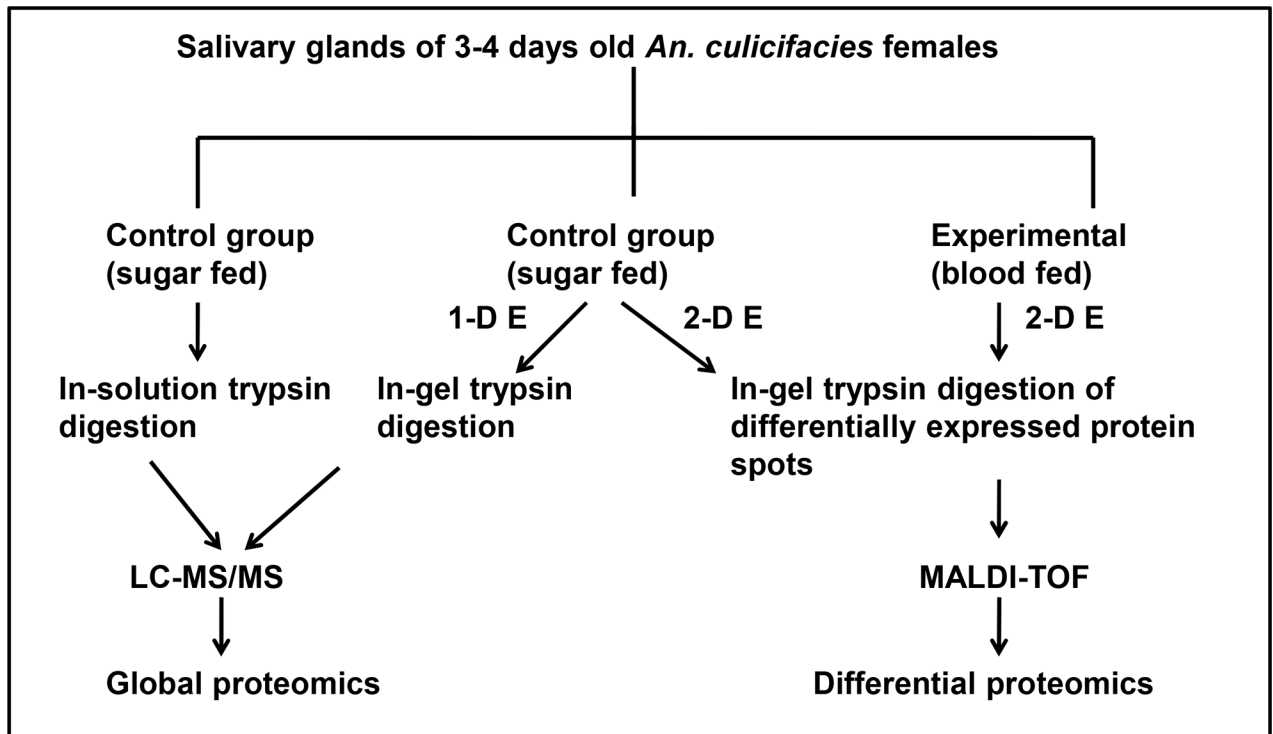 Salivary glands of 3-4 days old An. culicifacies females
Control group
(sugar fed)
Control group
(sugar fed)
Experimental
(blood fed)
1-D E
2-D E
2-D E
In-solution trypsin
digestion
In-gel trypsin
digestion
In-gel trypsin digestion of
differentially expressed protein
spots
LC-MS/MS
MALDI-TOF
Global proteomics
Differential proteomics